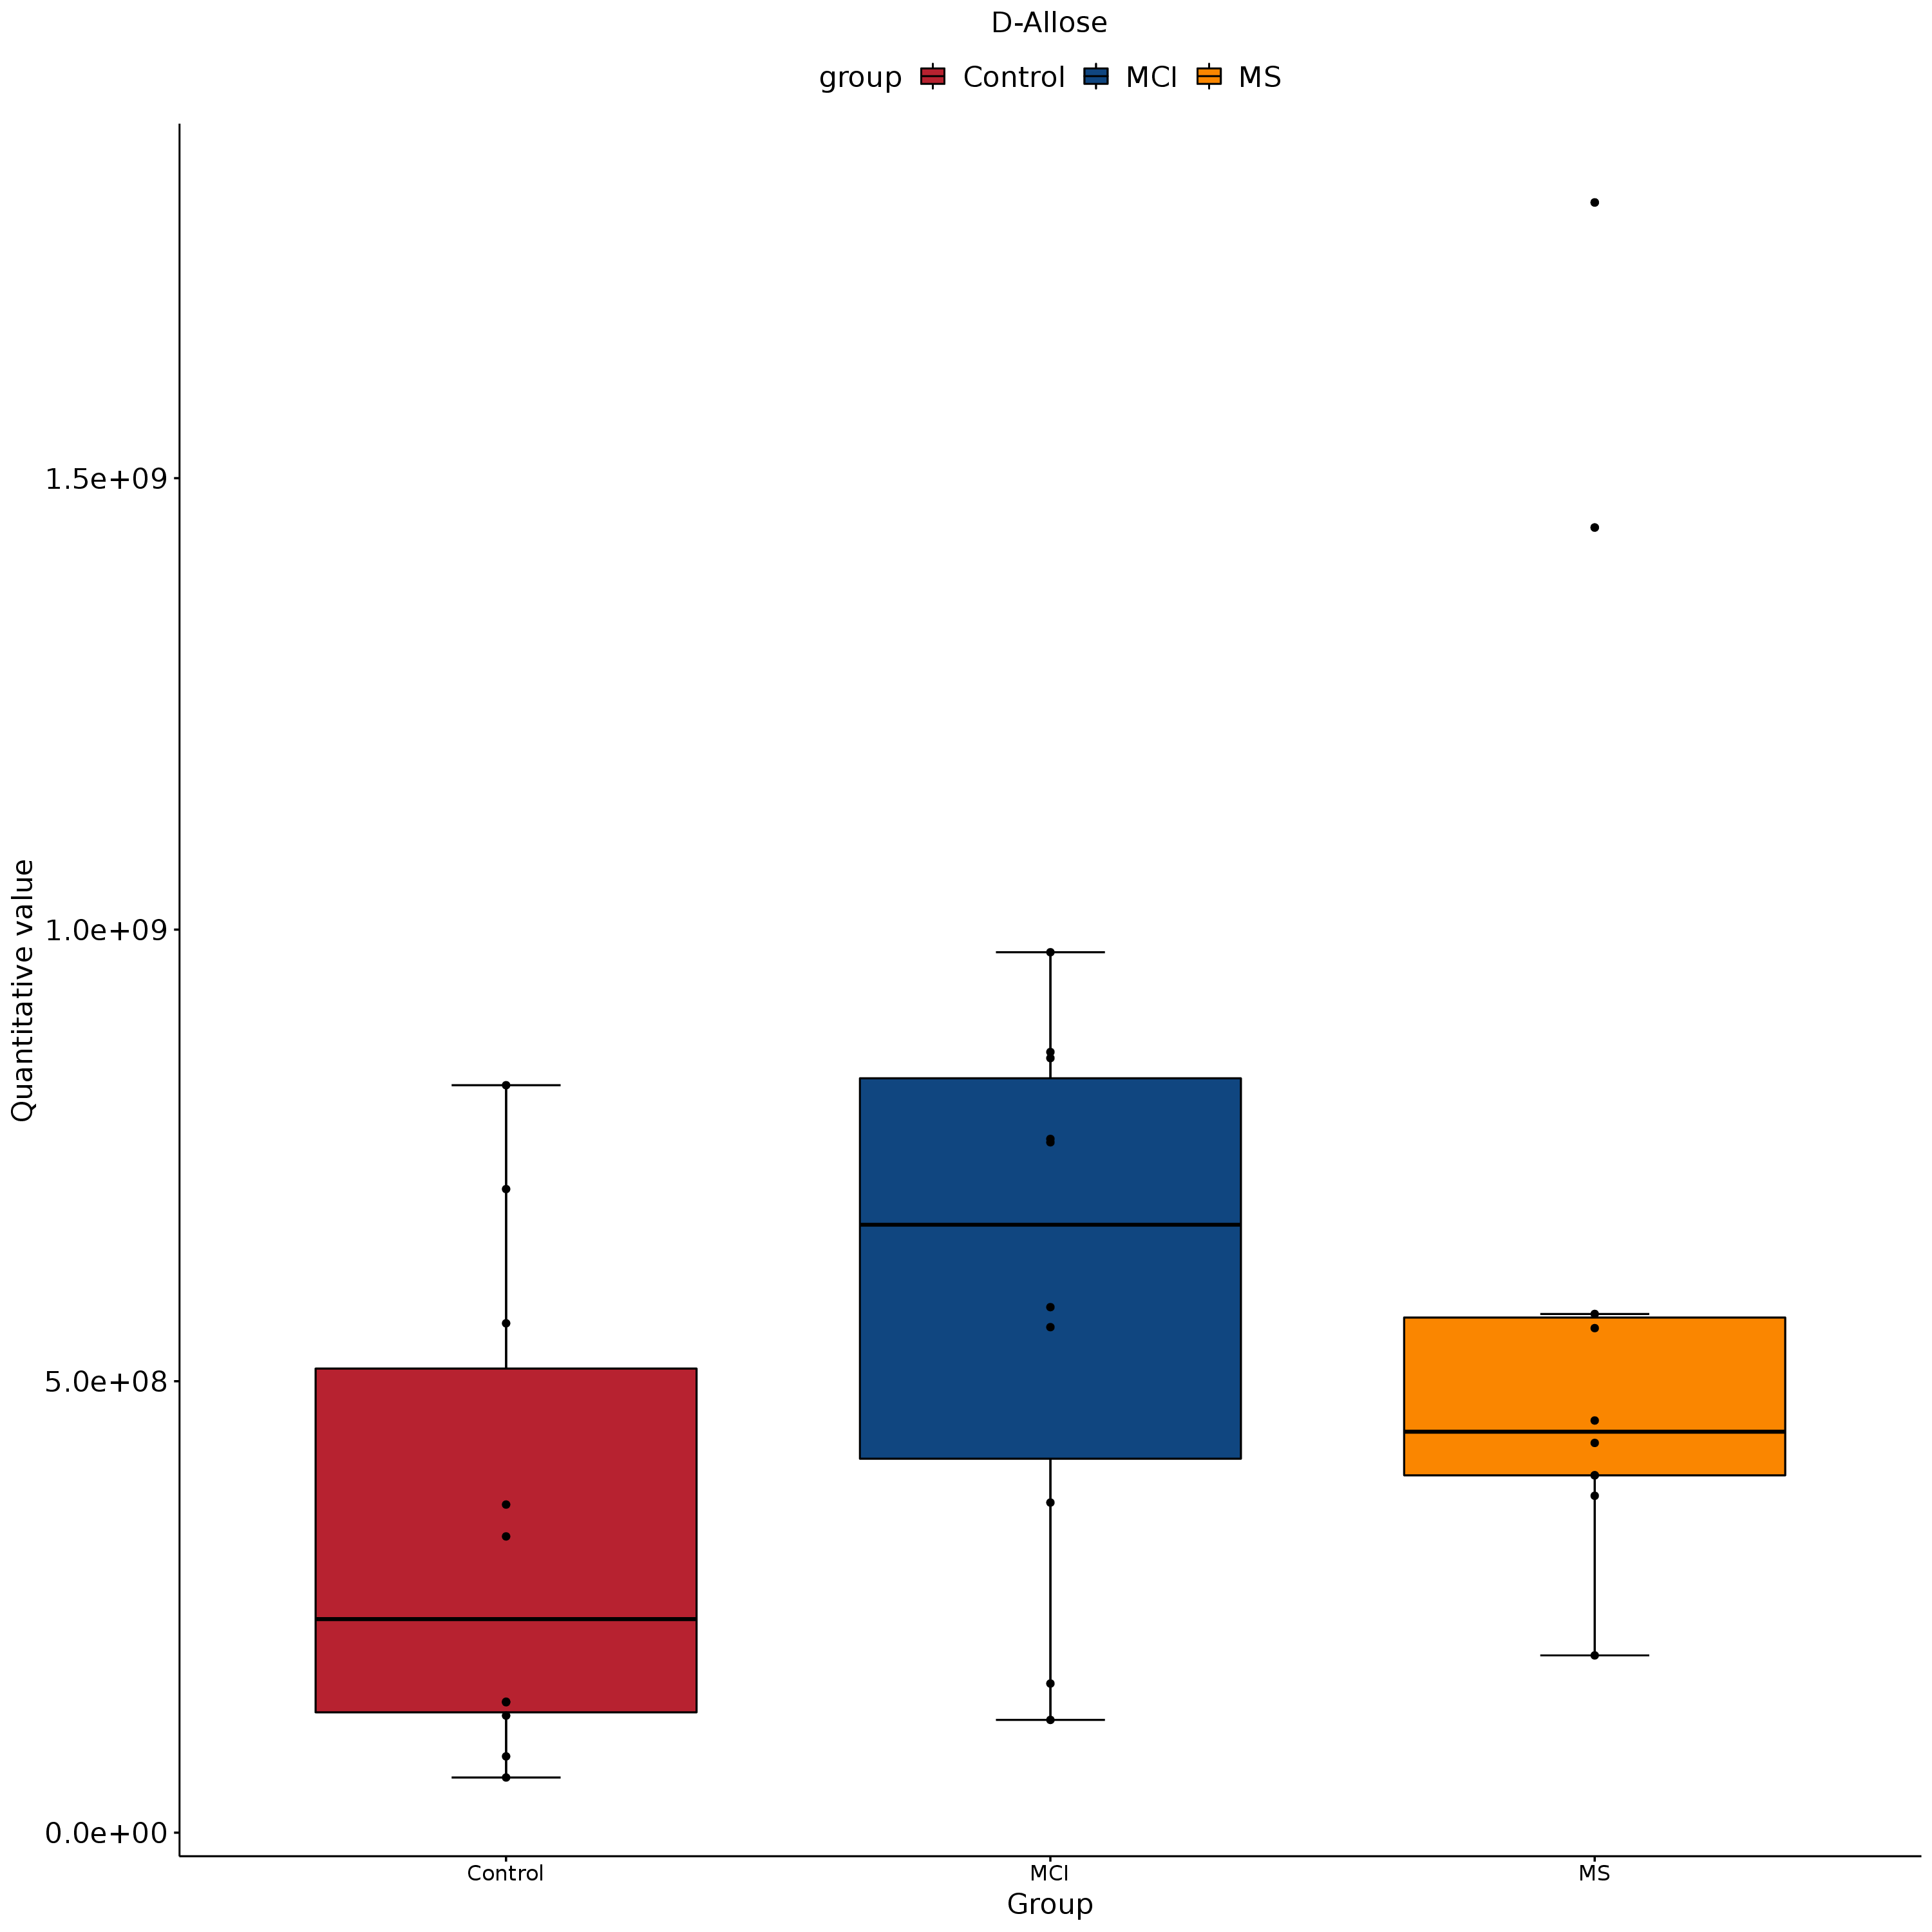 D-Allose
group Control MCI MS
Quantitative value
1.5e+09
1.0e+09
5.0e+08
0.0e+00
Control MCI MS
Group